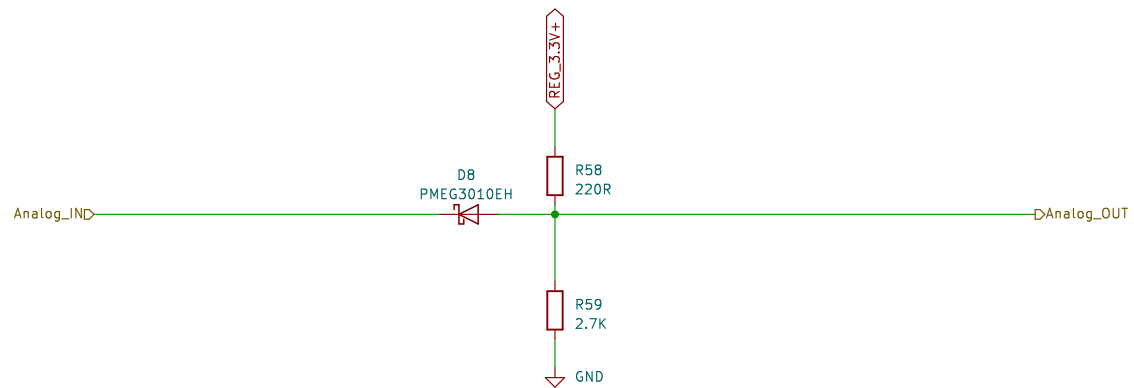 REG_3.3V+
R58
220R
D8
PMEG3010EH
Analog_IN
Analog_OUT
R59
2.7K
GND